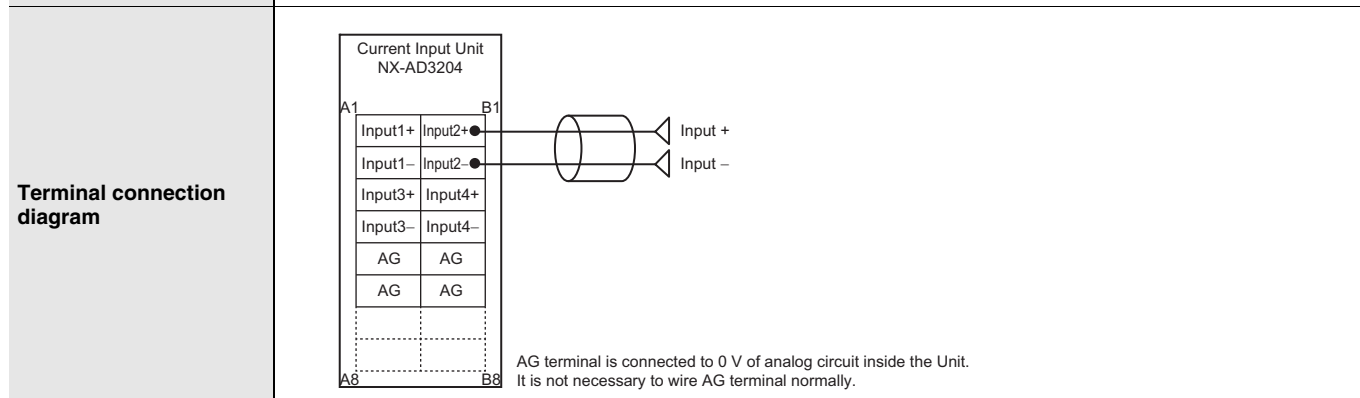 Terminal connection
diagram
Current Input Unit
NX-AD3204
A1 B1
Input1+ Input2+ Input +
Input1– Input2– Input –
Input3+ Input4+
Input3– Input4–
AG AG
AG AG
A8 B8
AG terminal is connected to 0 V of analog circuit inside the Unit.
It is not necessary to wire AG terminal normally.